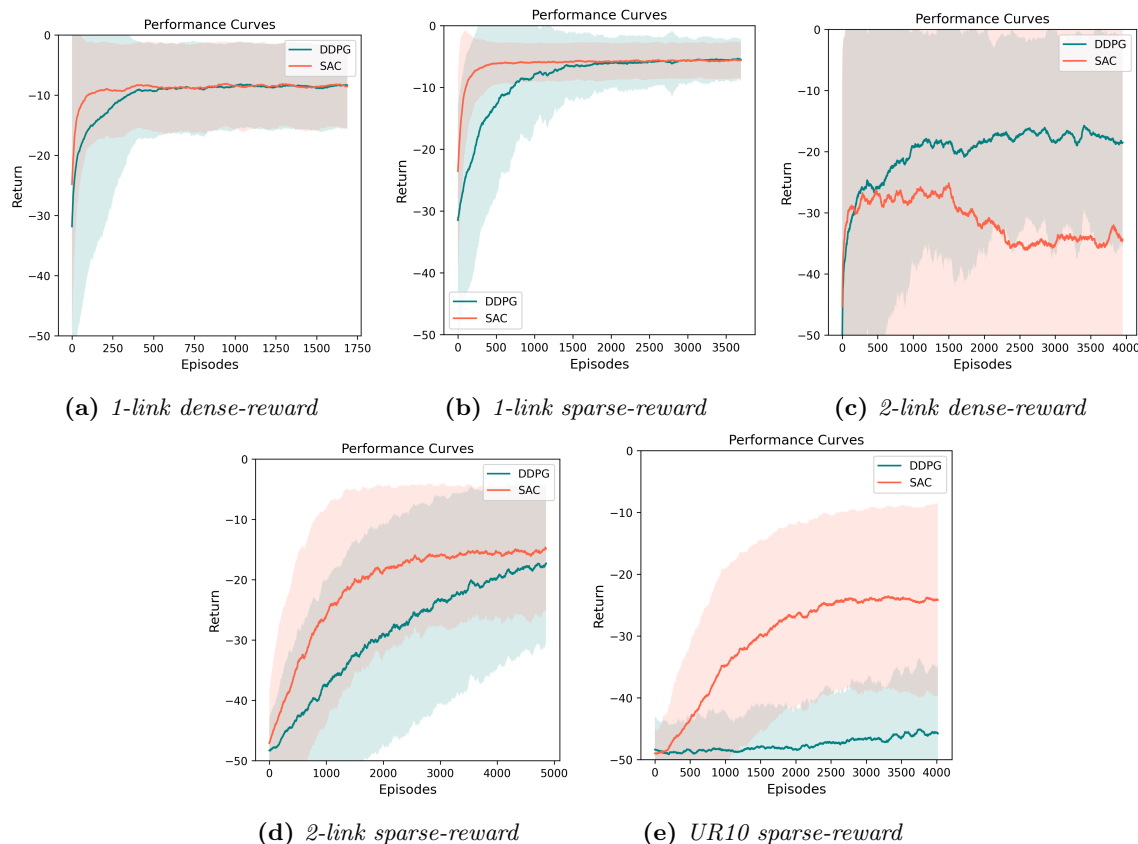 Performance Curves
0
−10
−20
−30
−40
−50
Return
DDPG
SAC
0 250 500 750 1000 1250 1500 1750
Episodes
(a) 1-link dense-reward
Performance Curves
0
−10
−20
−30
−40
−50
Return
DDPG
SAC
0 500 1000 1500 2000 2500 3000 3500
Episodes
(b) 1-link sparse-reward
Performance Curves
0
−10
−20
−30
−40
−50
Return
DDPG
SAC
0 500 1000 1500 2000 2500 3000 3500 4000
Episodes
(c) 2-link dense-reward
Performance Curves
0
−10
−20
−30
−40
−50
Return
DDPG
SAC
0 1000 2000 3000 4000 5000
Episodes
(d) 2-link sparse-reward
Performance Curves
0
−10
−20
−30
−40
−50
Return
DDPG
SAC
0 500 1000 1500 2000 2500 3000 3500 4000
Episodes
(e) UR10 sparse-reward